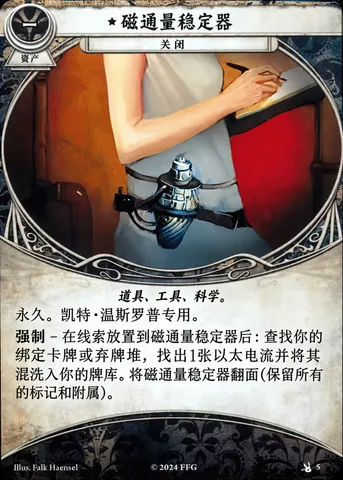 ★磁通量稳定器
关闭
资产
道具、工具、科学。
永久。凯特·温斯罗普专用。
强制 – 在线索放置到磁通量稳定器后：查找你的
绑定卡牌或弃牌堆，找出1张以太电流并将其
混洗入你的牌库。将磁通量稳定器翻面(保留所有
的标记和附属)。
Illus. Falk Haensel
© 2024 FFG
5